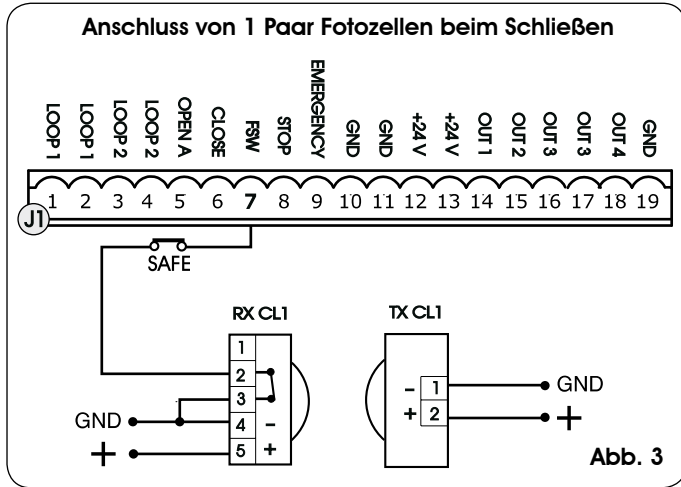 Anschluss von 1 Paar Fotozellen beim Schließen
LOOP 1 LOOP 1 LOOP 2 LOOP 2 OPEN A CLOSE FSW STOP EMERGENCY GND GND +24 V +24 V OUT 1 OUT 2 OUT 3 OUT 3 OUT 4 GND
1 2 3 4 5 6 7 8 9 10 11 12 13 14 15 16 17 18 19
J1
SAFE
RX CL1
1
2
3
GND 4 -
+ 5 +
TX CL1
- 1 GND
+ 2 +
Abb. 3